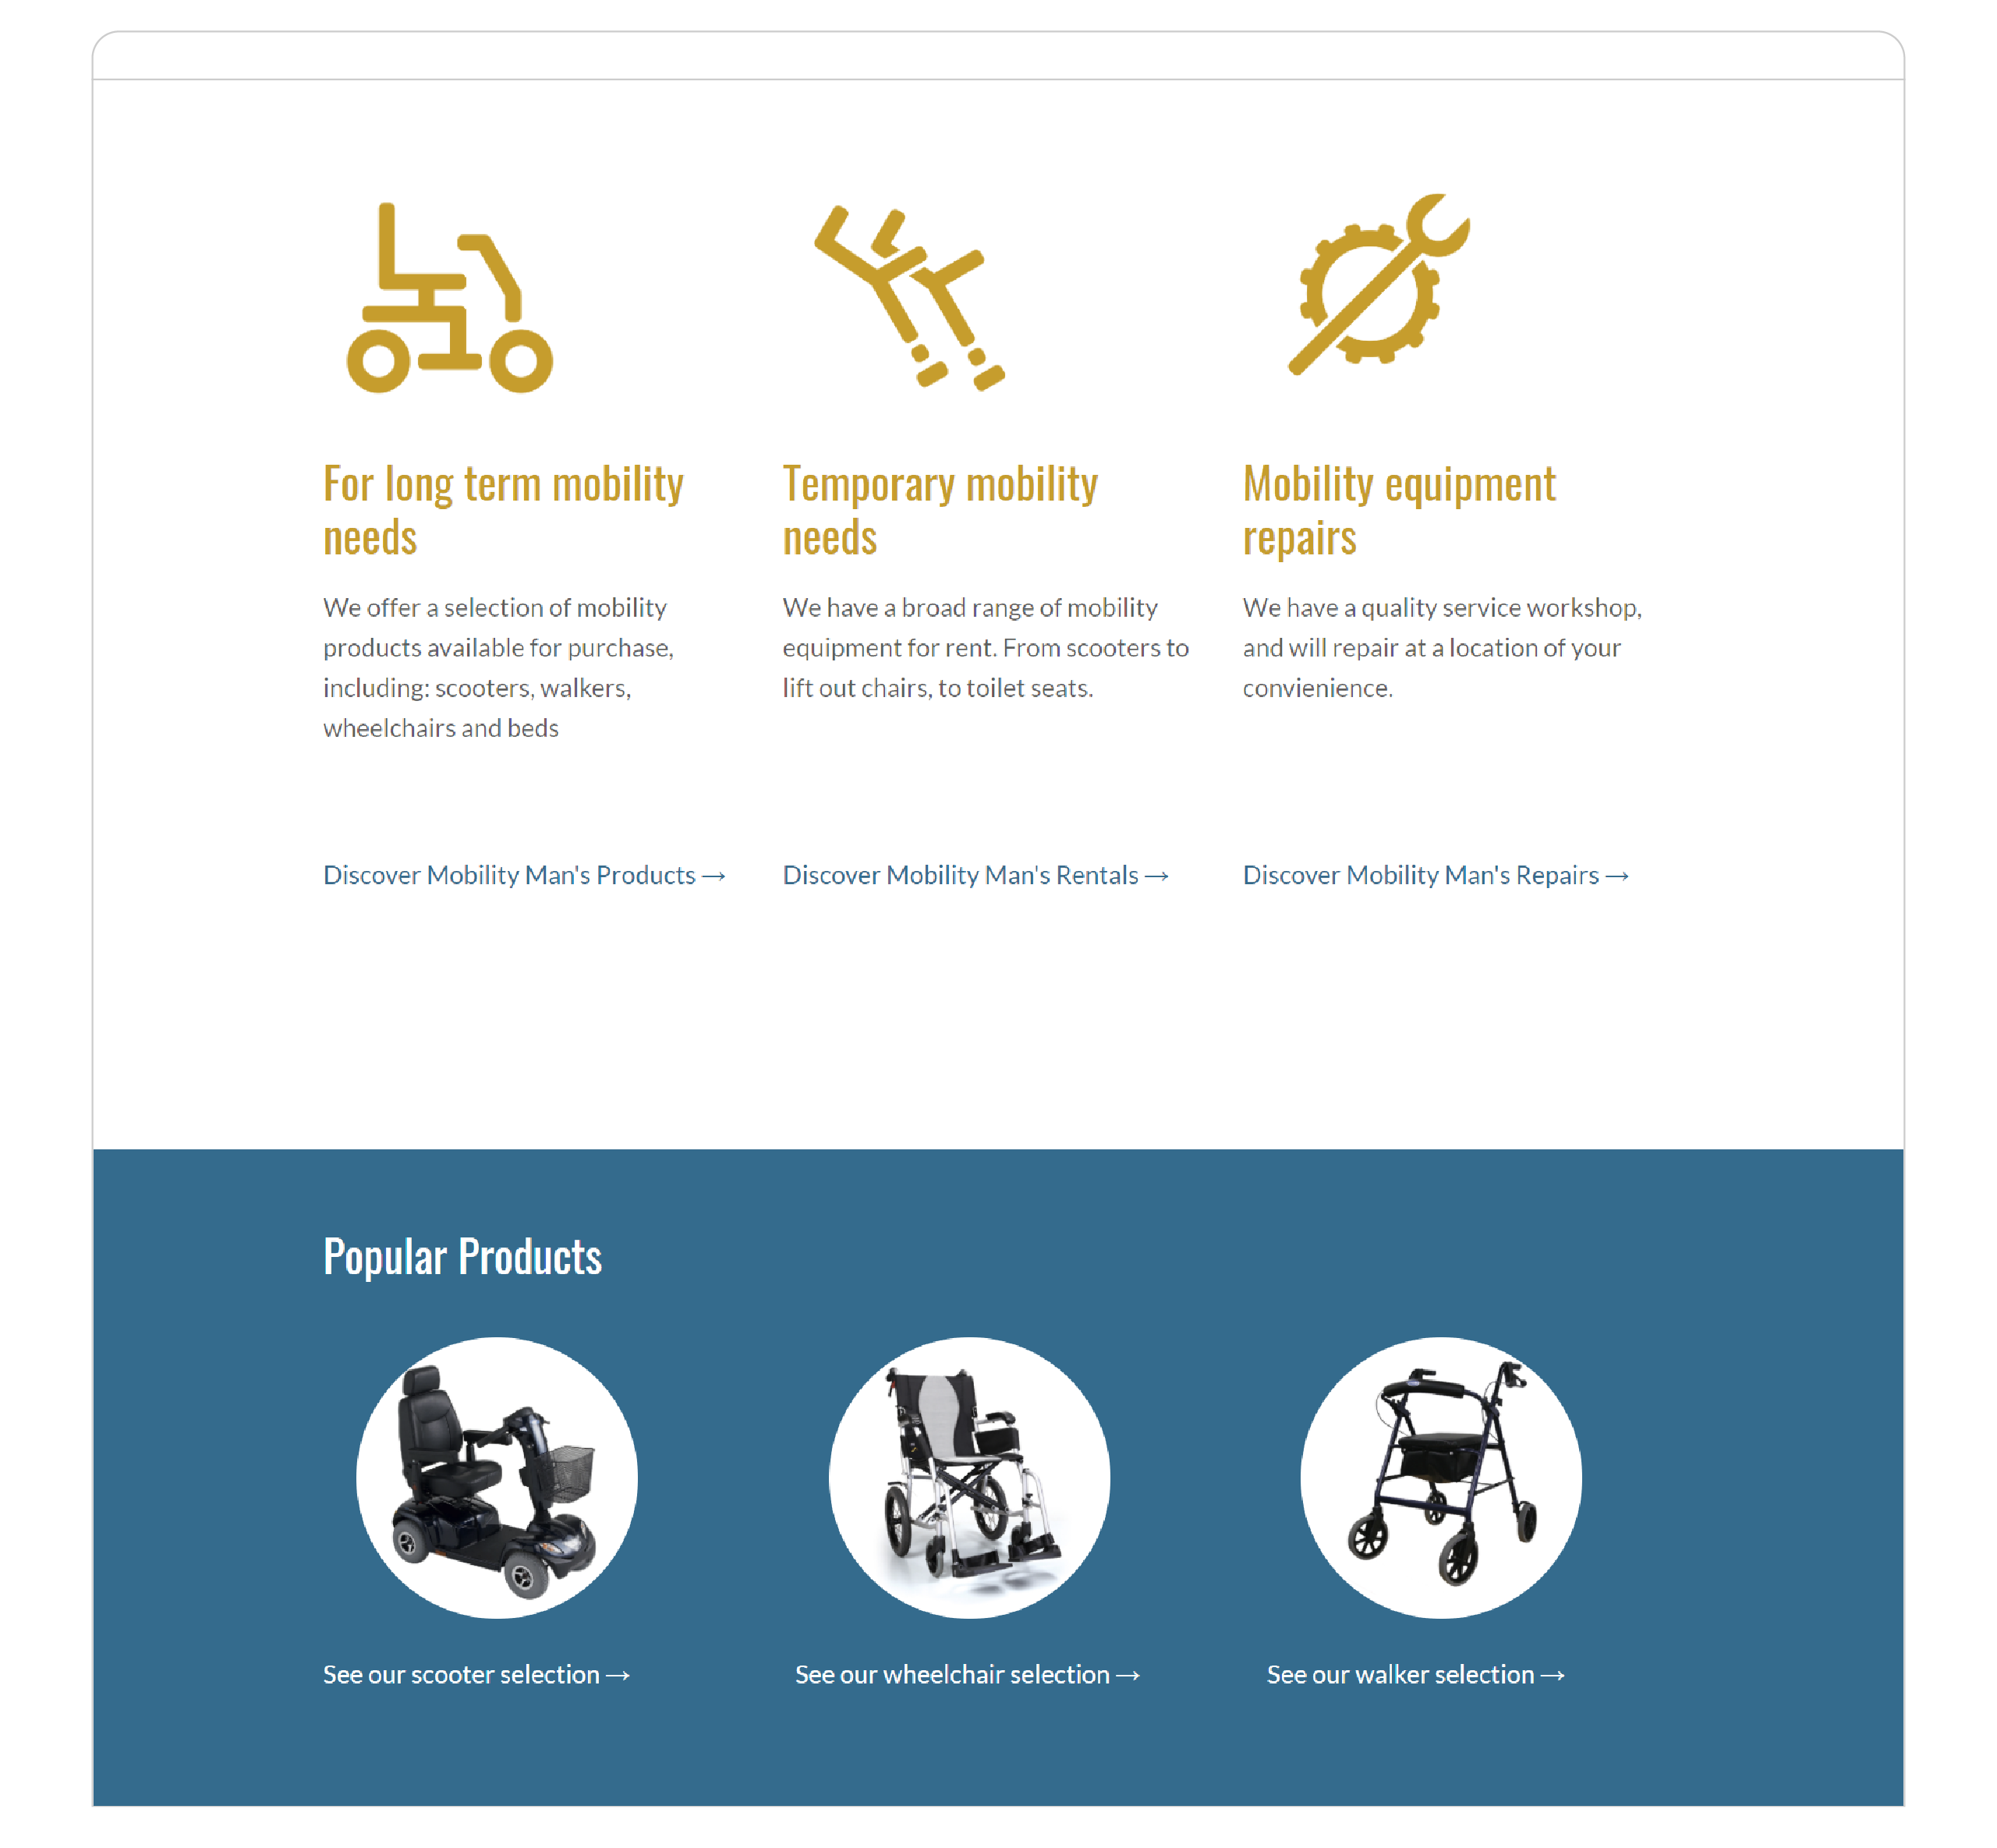 For long term mobility
needs
We offer a selection of mobility
products available for purchase,
including: scooters, walkers,
wheelchairs and beds
Discover Mobility Man's Products →
Temporary mobility
needs
We have a broad range of mobility
equipment for rent. From scooters to
lift out chairs, to toilet seats.
Discover Mobility Man's Rentals →
Mobility equipment
repairs
We have a quality service workshop,
and will repair at a location of your
convienience.
Discover Mobility Man's Repairs →
Popular Products
See our scooter selection →
See our wheelchair selection →
See our walker selection →